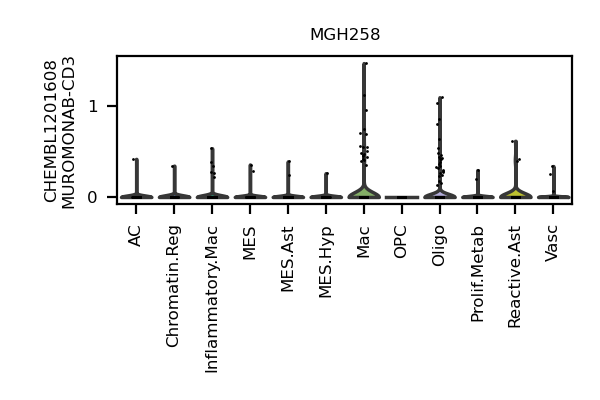 MGH258
CHEMBL1201608
MUROMONAB-CD3
1
0
AC
Chromatin.Reg
Inflammatory.Mac
MES
MES.Ast
MES.Hyp
Mac
OPC
Oligo
Prolif.Metab
Reactive.Ast
Vasc